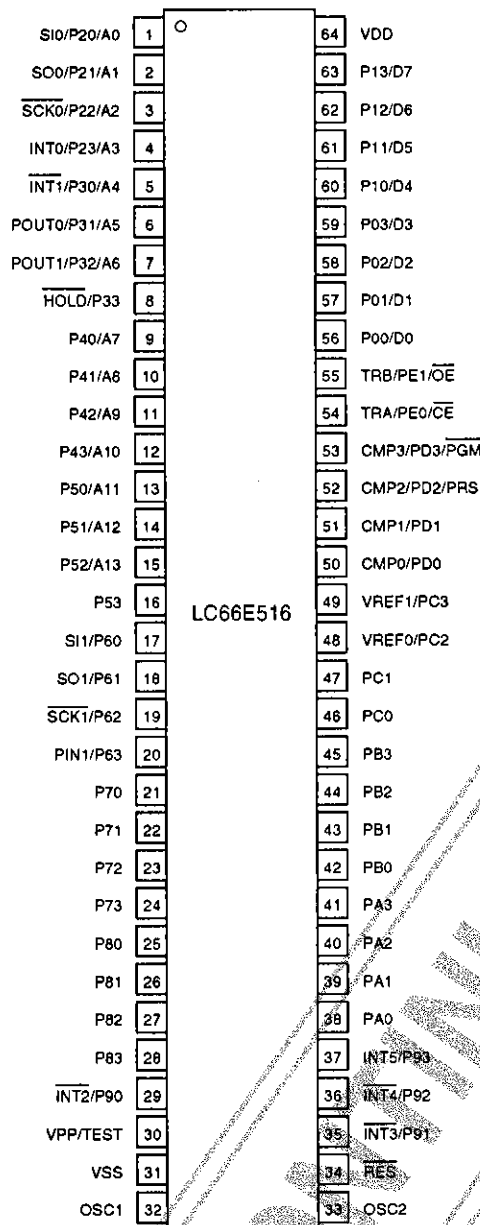 SI0/P20/A0 1 64 VDD
SO0/P21/A1 2 63 P13/D7
SCK0/P22/A2 3 62 P12/D6
INT0/P23/A3 4 61 P11/D5
INT1/P30/A4 5 60 P10/D4
POUT0/P31/A5 6 59 P03/D3
POUT1/P32/A6 7 58 P02/D2
HOLD/P33 8 57 P01/D1
P40/A7 9 56 P00/D0
P41/A8 10 55 TRB/PE1/OE
P42/A9 11 54 TRA/PE0/CE
P43/A10 12 53 CMP3/PD3/PGM
P50/A11 13 52 CMP2/PD2/PRS
P51/A12 14 51 CMP1/PD1
P52/A13 15 50 CMP0/PD0
P53 16 LC66E516 49 VREF1/PC3
SI1/P60 17 48 VREF0/PC2
SO1/P61 18 47 PC1
SCK1/P62 19 46 PC0
PIN1/P63 20 45 PB3
P70 21 44 PB2
P71 22 43 PB1
P72 23 42 PB0
P73 24 41 PA3
P80 25 40 PA2
P81 26 39 PA1
P82 27 38 PA0
P83 28 37 INT5/P93
INT2/P90 29 36 INT4/P92
VPP/TEST 30 35 INT3/P91
VSS 31 34 RES
OSC1 32 33 OSC2